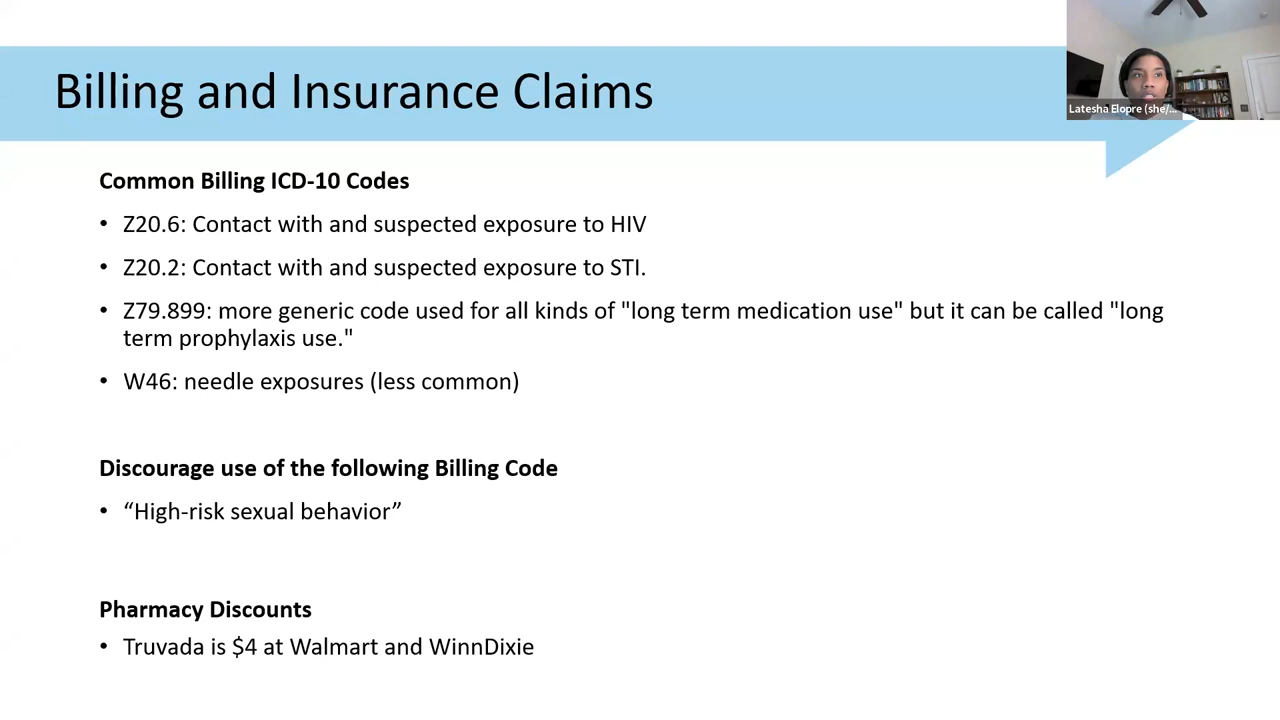 Billing and Insurance Claims
Latesha Elopre (she/...
Common Billing ICD-10 Codes
• Z20.6: Contact with and suspected exposure to HIV
• Z20.2: Contact with and suspected exposure to STI.
• Z79.899: more generic code used for all kinds of "long term medication use" but it can be called "long
term prophylaxis use."
• W46: needle exposures (less common)
Discourage use of the following Billing Code
• “High-risk sexual behavior”
Pharmacy Discounts
• Truvada is $4 at Walmart and WinnDixie